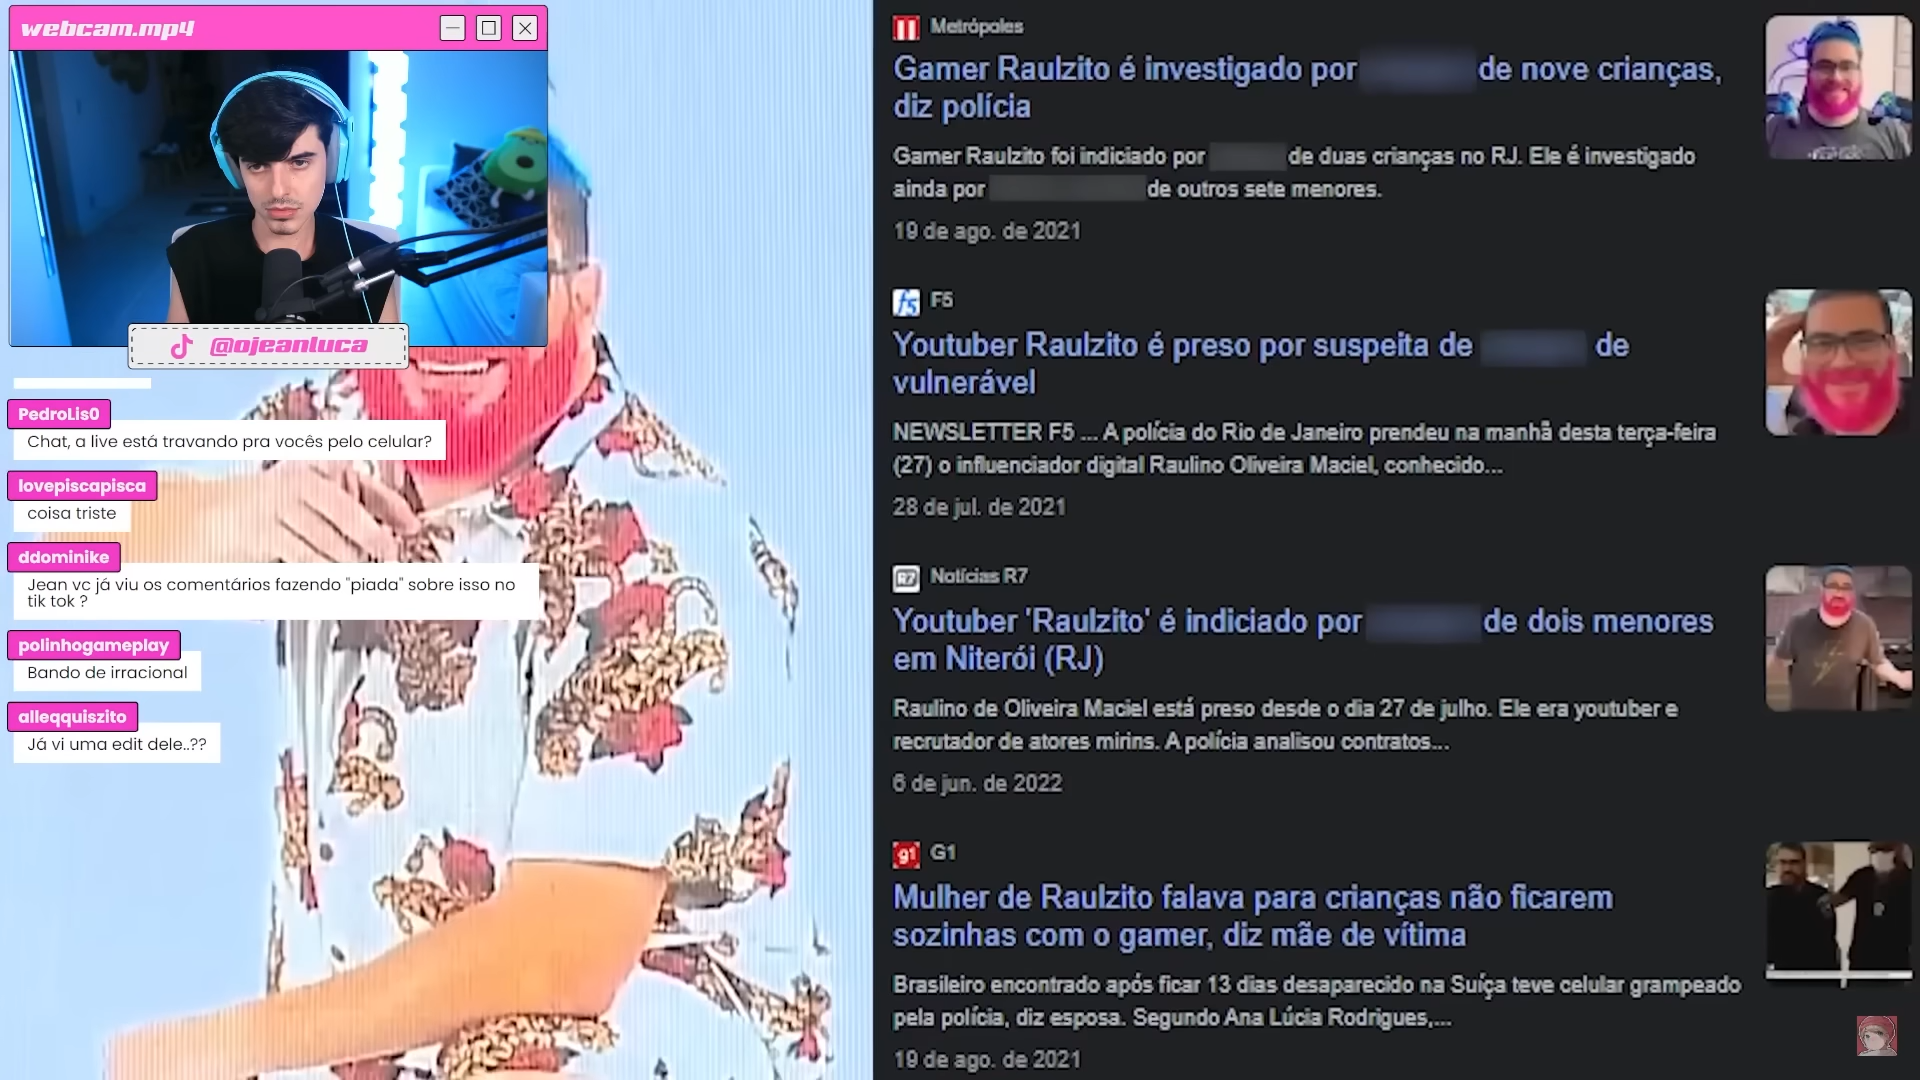 webcam.mp4
@ojeanluca
PedroLis0
Chat, a live está travando pra vocês pelo celular?
lovepiscapisca
coisa triste
ddominike
Jean vc já viu os comentários fazendo "piada" sobre isso no
tik tok ?
polinhogameplay
Bando de irracional
alleqquiszito
Já vi uma edit dele..??
Metrópoles
Gamer Raulzito é investigado por de nove crianças,
diz polícia
Gamer Raulzito foi indiciado por de duas crianças no RJ. Ele é investigado
ainda por de outros sete menores.
19 de ago. de 2021
f5 F5
Youtuber Raulzito é preso por suspeita de de
vulnerável
NEWSLETTER F5 ... A polícia do Rio de Janeiro prendeu na manhã desta terça-feira
(27) o influenciador digital Raulino Oliveira Maciel, conhecido...
28 de jul. de 2021
R7 Notícias R7
Youtuber 'Raulzito' é indiciado por de dois menores
em Niterói (RJ)
Raulino de Oliveira Maciel está preso desde o dia 27 de julho. Ele era youtuber e
recrutador de atores mirins. A polícia analisou contratos...
6 de jun. de 2022
g1 G1
Mulher de Raulzito falava para crianças não ficarem
sozinhas com o gamer, diz mãe de vítima
Brasileiro encontrado após ficar 13 dias desaparecido na Suíça teve celular grampeado
pela polícia, diz esposa. Segundo Ana Lúcia Rodrigues,...
19 de ago. de 2021